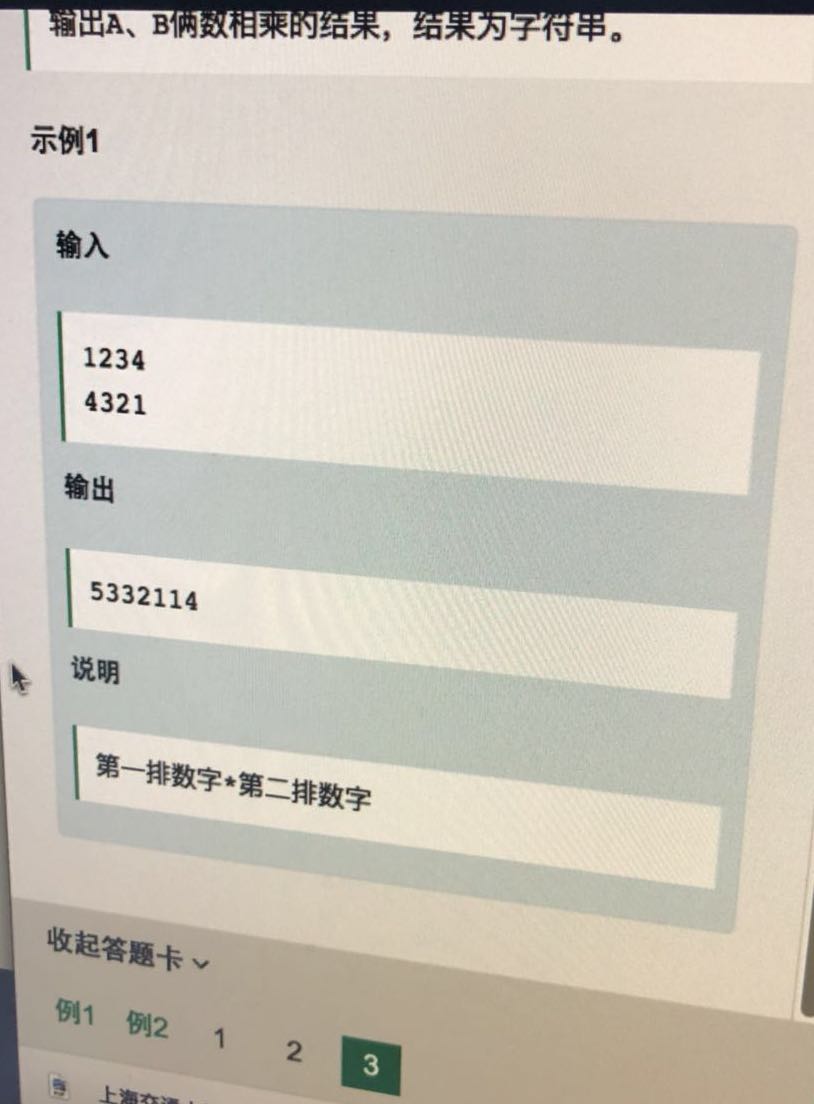 输出A、B俩数相乘的结果，结果为字符串。
示例1
输入
1234
4321
输出
5332114
说明
第一排数字*第二排数字
收起答题卡
例1 例2 1 2 3
上海交通